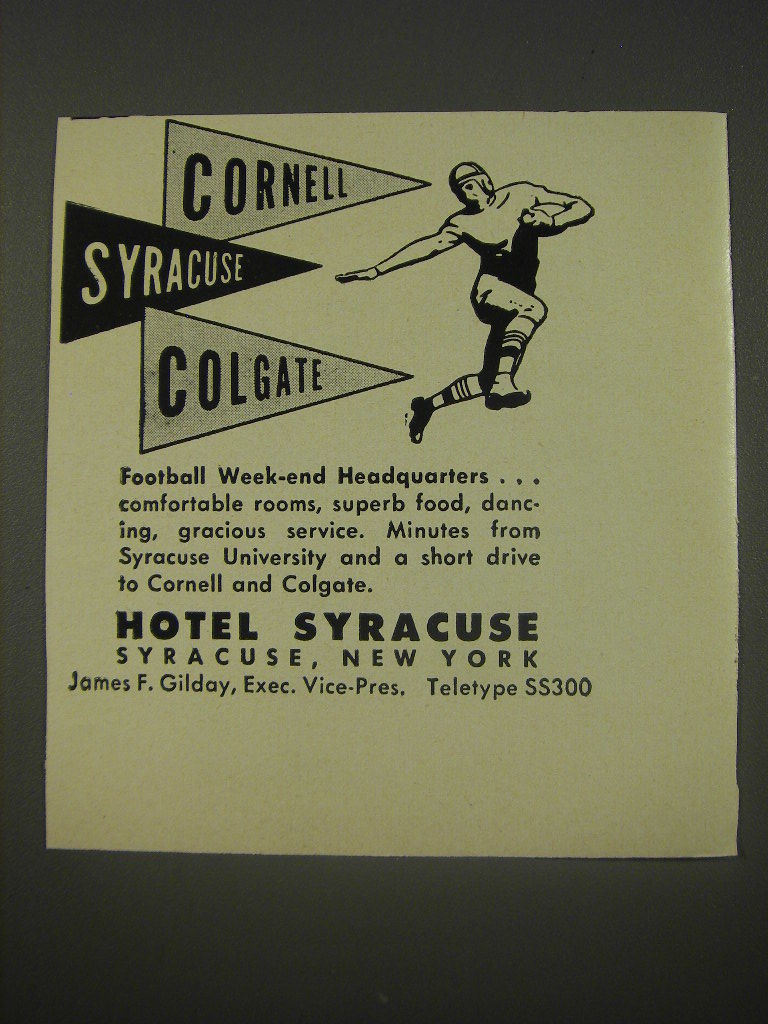 CORNELL
SYRACUSE
COLGATE
Football Week-end Headquarters . . .
comfortable rooms, superb food, danc-
ing, gracious service. Minutes from
Syracuse University and a short drive
to Cornell and Colgate.
HOTEL SYRACUSE
SYRACUSE, NEW YORK
James F. Gilday, Exec. Vice-Pres. Teletype SS300